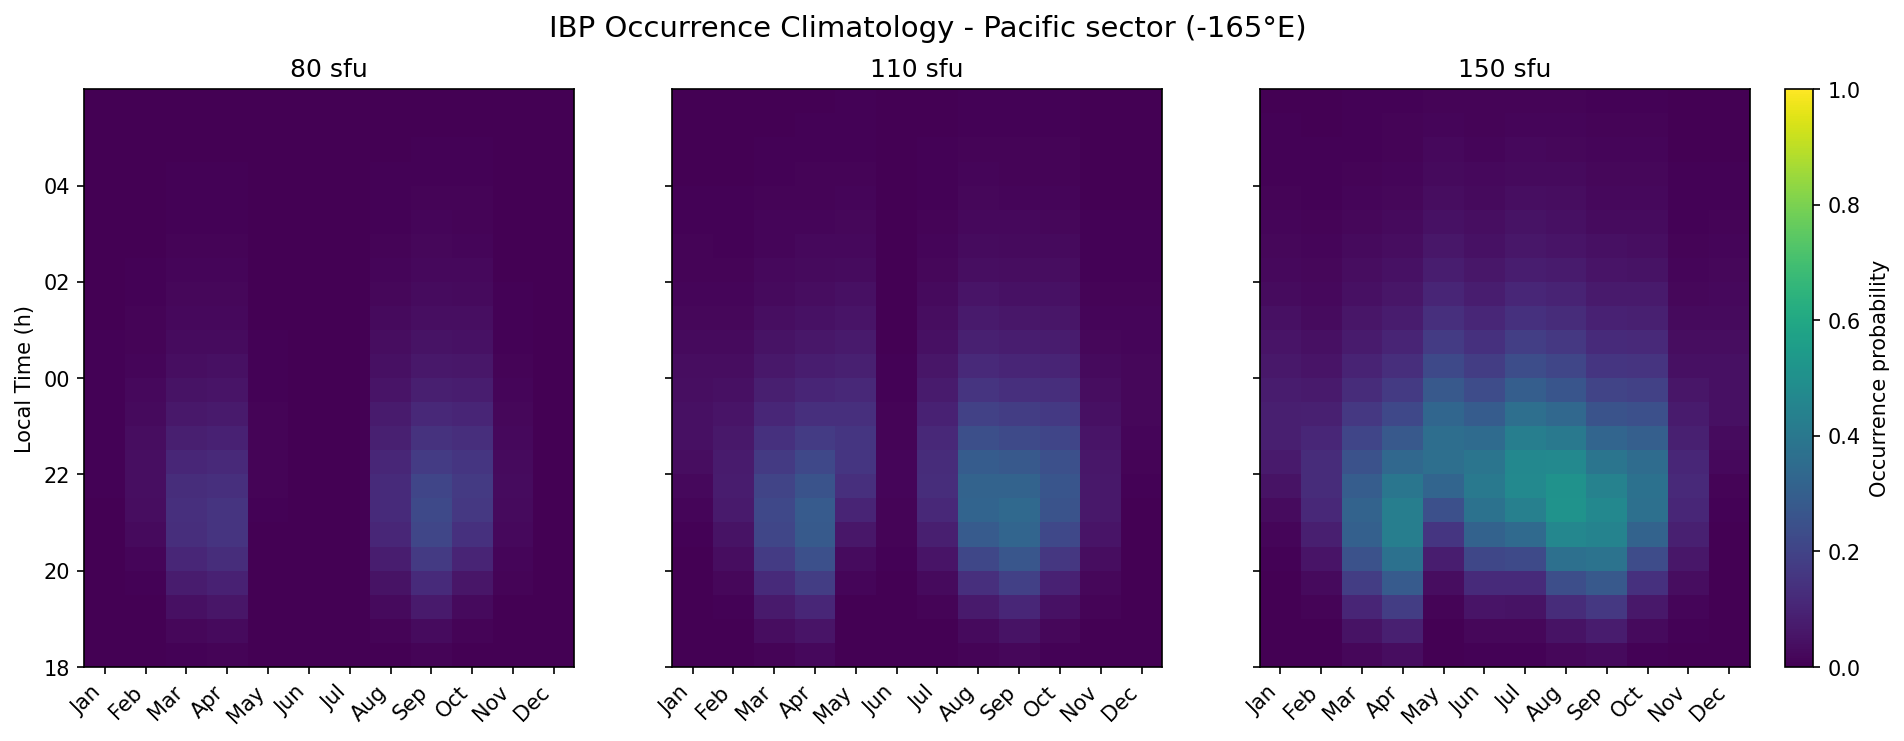 IBP Occurrence Climatology - Pacific sector (-165°E)
80 sfu
110 sfu
150 sfu
Local Time (h)
04
02
00
22
20
18
Jan Feb Mar Apr May Jun Jul Aug Sep Oct Nov Dec
Jan Feb Mar Apr May Jun Jul Aug Sep Oct Nov Dec
Jan Feb Mar Apr May Jun Jul Aug Sep Oct Nov Dec
1.0
0.8
0.6
0.4
0.2
0.0
Occurrence probability